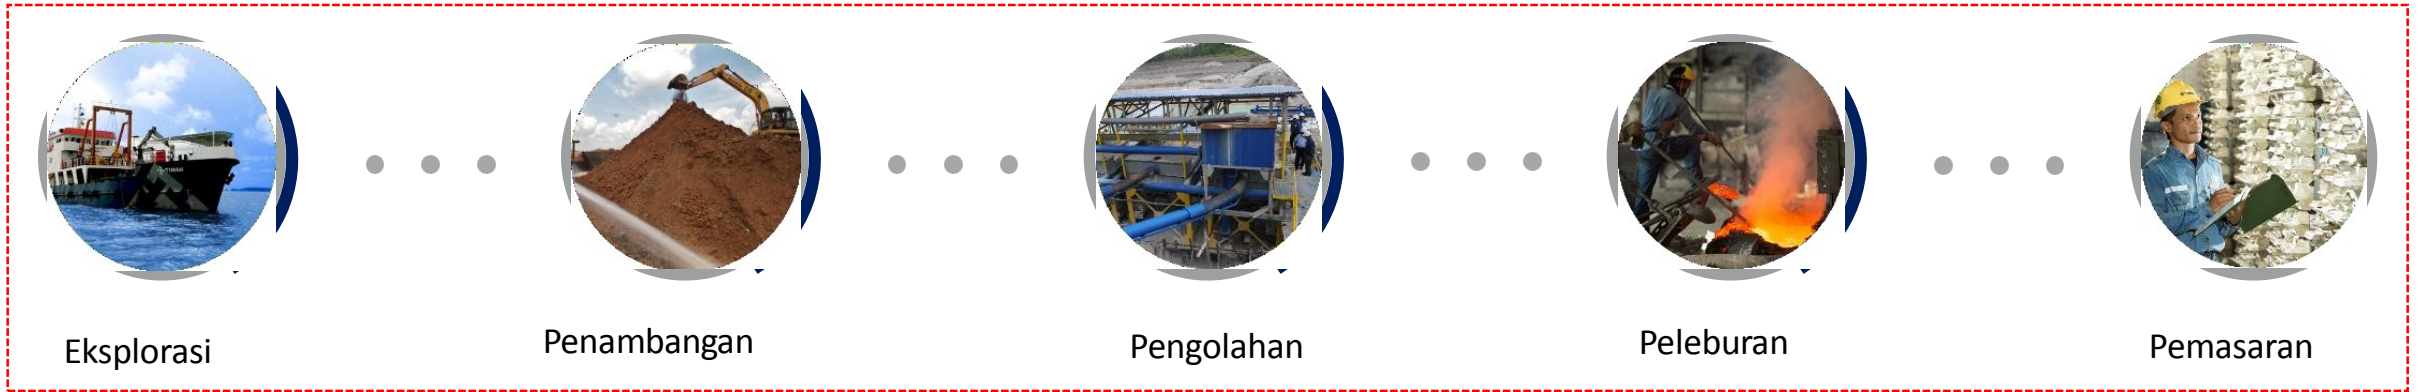 Eksplorasi
Penambangan
Pengolahan
Peleburan
Pemasaran